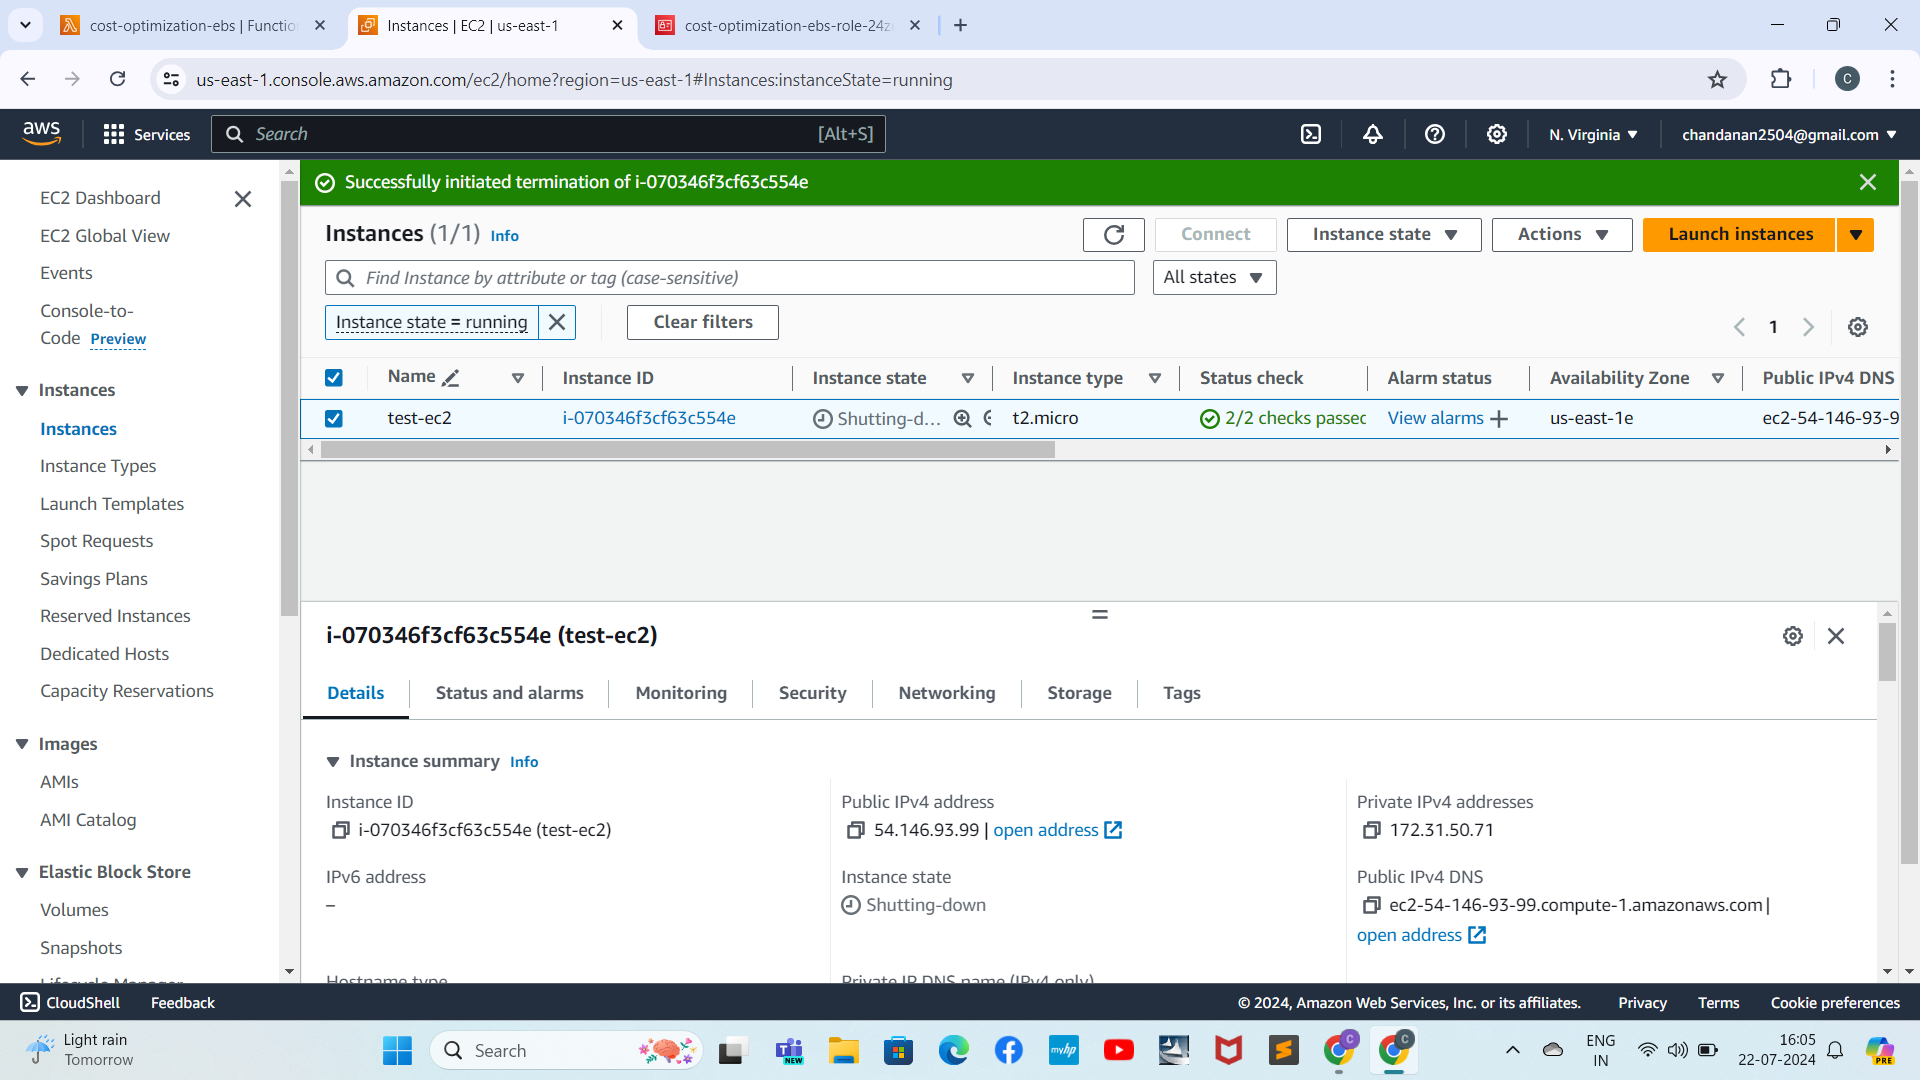 cost-optimization-ebs | Functio
Instances | EC2 | us-east-1
cost-optimization-ebs-role-24z
us-east-1.console.aws.amazon.com/ec2/home?region=us-east-1#Instances:instanceState=running
C
aws
Services
Search
[Alt+S]
N. Virginia
chandanan2504@gmail.com
EC2 Dashboard
EC2 Global View
Events
Console-to-
Code Preview
Instances
Instances
Instance Types
Launch Templates
Spot Requests
Savings Plans
Reserved Instances
Dedicated Hosts
Capacity Reservations
Images
AMIs
AMI Catalog
Elastic Block Store
Volumes
Snapshots
Lifecycle Manager
Successfully initiated termination of i-070346f3cf63c554e
Instances (1/1) Info
Connect
Instance state
Actions
Launch instances
Find Instance by attribute or tag (case-sensitive)
All states
Instance state = running
Clear filters
1
Name Instance ID Instance state Instance type Status check Alarm status Availability Zone Public IPv4 DNS
test-ec2 i-070346f3cf63c554e Shutting-d... t2.micro 2/2 checks passed View alarms + us-east-1e ec2-54-146-93-9
i-070346f3cf63c554e (test-ec2)
Details Status and alarms Monitoring Security Networking Storage Tags
Instance summary Info
Instance ID
i-070346f3cf63c554e (test-ec2)
Public IPv4 address
54.146.93.99 | open address
Private IPv4 addresses
172.31.50.71
IPv6 address
–
Instance state
Shutting-down
Public IPv4 DNS
ec2-54-146-93-99.compute-1.amazonaws.com |
open address
Hostname type
Private IP DNS name (IPv4 only)
CloudShell Feedback
© 2024, Amazon Web Services, Inc. or its affiliates. Privacy Terms Cookie preferences
Light rain
Tomorrow
Search
NEW
myhp
C
C
ENG
IN
16:05
22-07-2024
PRE